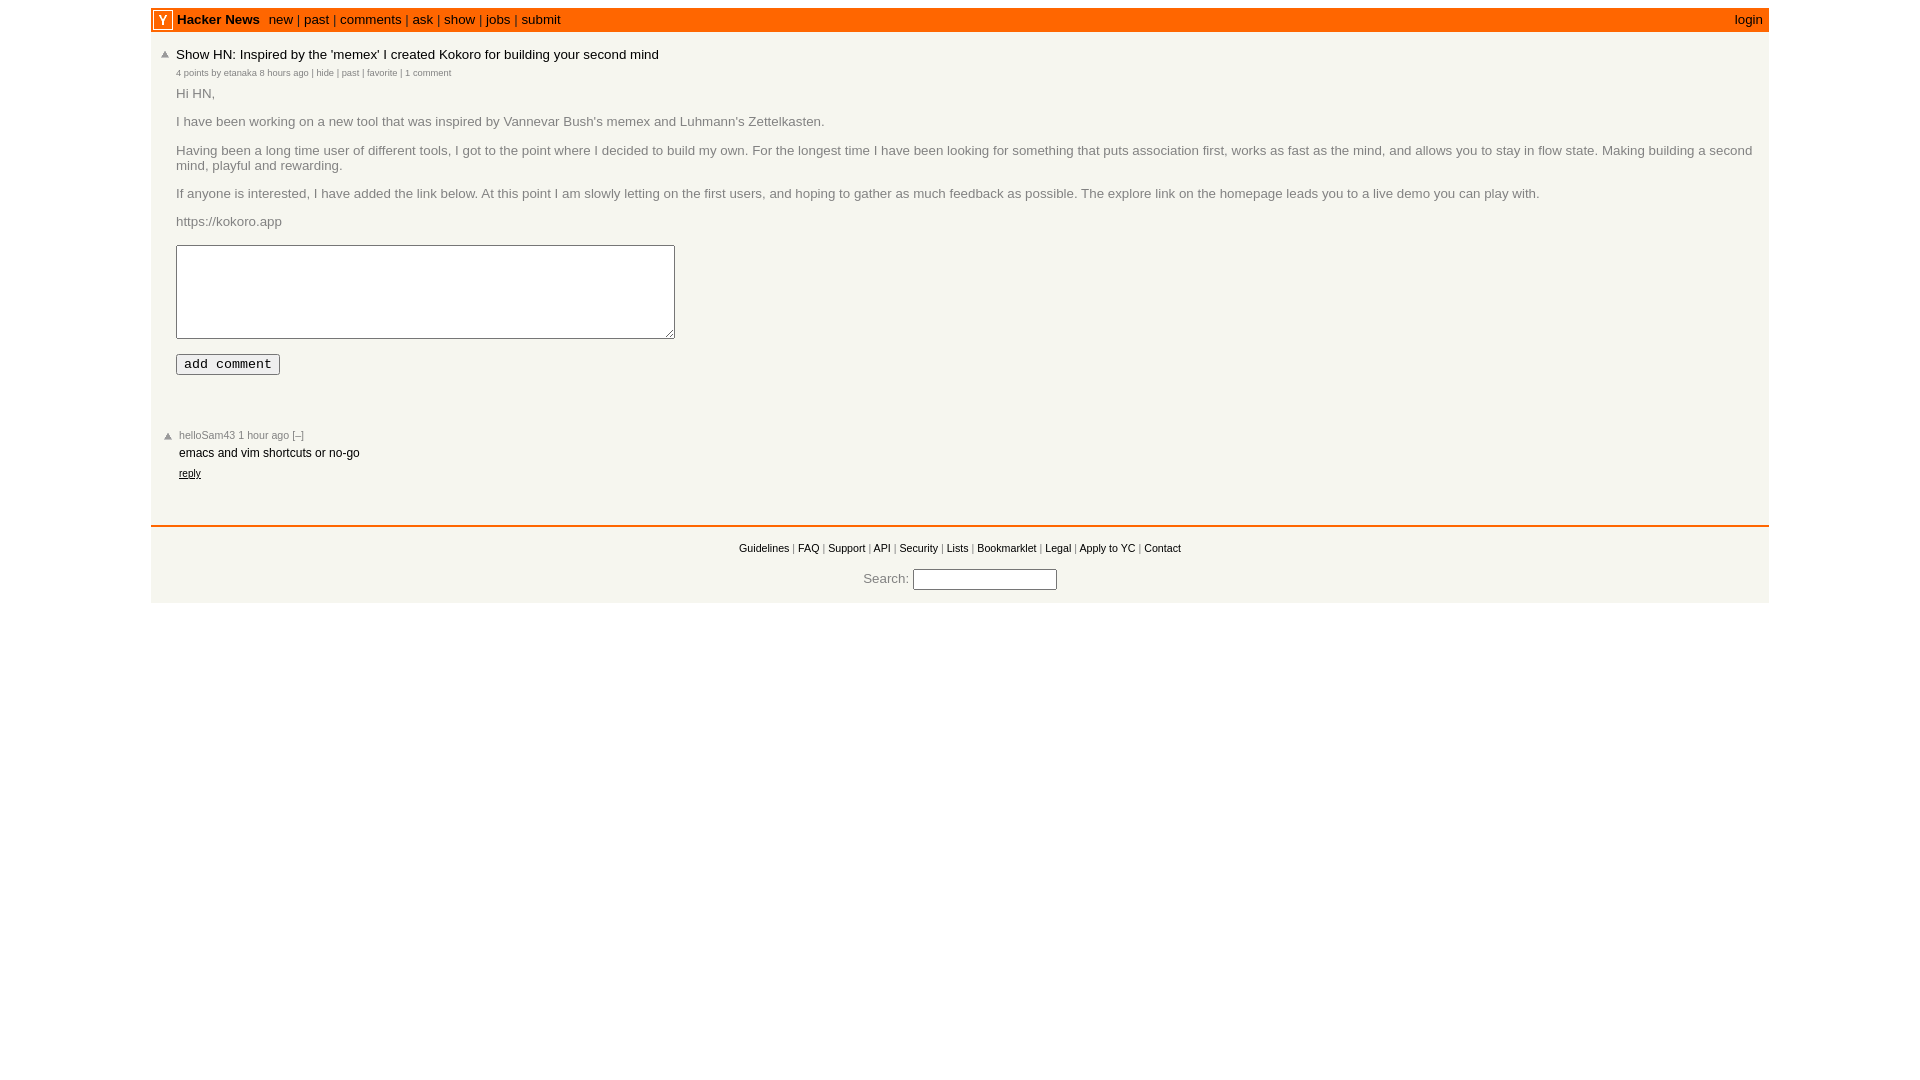 Y Hacker News new | past | comments | ask | show | jobs | submit login
Show HN: Inspired by the 'memex' I created Kokoro for building your second mind
4 points by etanaka 8 hours ago | hide | past | favorite | 1 comment
Hi HN,
I have been working on a new tool that was inspired by Vannevar Bush's memex and Luhmann's Zettelkasten.
Having been a long time user of different tools, I got to the point where I decided to build my own. For the longest time I have been looking for something that puts association first, works as fast as the mind, and allows you to stay in flow state. Making building a second
mind, playful and rewarding.
If anyone is interested, I have added the link below. At this point I am slowly letting on the first users, and hoping to gather as much feedback as possible. The explore link on the homepage leads you to a live demo you can play with.
https://kokoro.app
add comment
helloSam43 1 hour ago [–]
emacs and vim shortcuts or no-go
reply
Guidelines | FAQ | Support | API | Security | Lists | Bookmarklet | Legal | Apply to YC | Contact
Search: